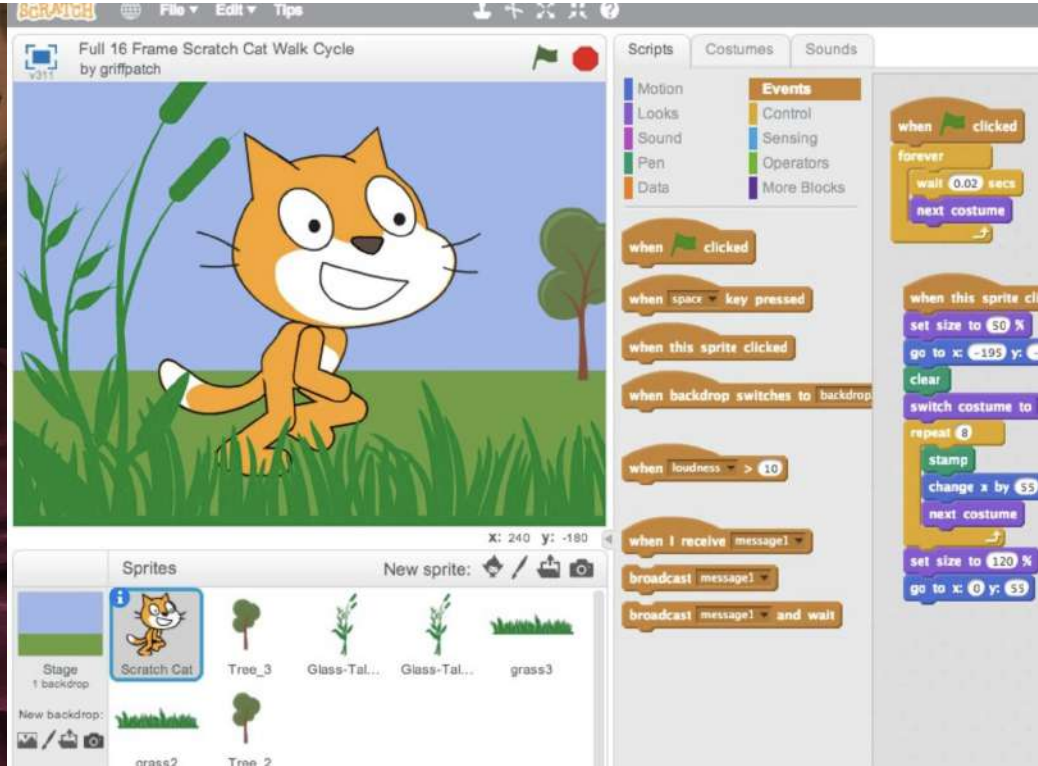 SCRATCH File Edit Tips
v311
Full 16 Frame Scratch Cat Walk Cycle
by griffpatch
x: 240 y: -180
Sprites New sprite:
Stage
1 backdrop
New backdrop:
Scratch Cat
Tree_3
Glass-Tal...
Glass-Tal...
grass3
grass2
Tree_2
Scripts Costumes Sounds
Motion Events
Looks Control
Sound Sensing
Pen Operators
Data More Blocks
when clicked
when space key pressed
when this sprite clicked
when backdrop switches to backdrop
when loudness > 10
when I receive message1
broadcast message1
broadcast message1 and wait
when clicked
forever
wait 0.02 secs
next costume
when this sprite cli
set size to 50 %
go to x: -195 y: -
clear
switch costume to
repeat 8
stamp
change x by 55
next costume
set size to 120 %
go to x: 0 y: 55